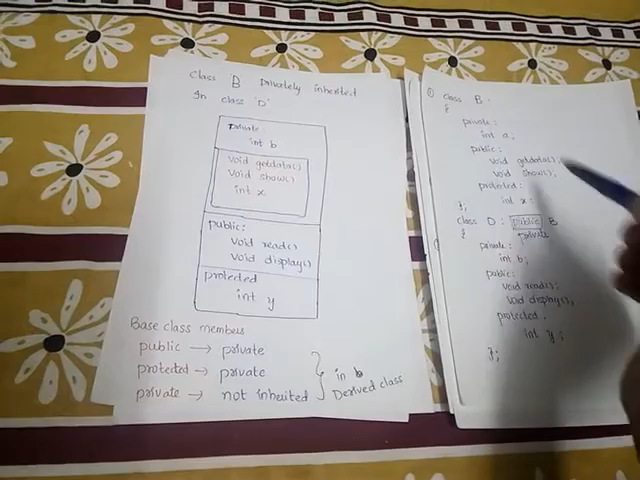 Class 'B' Privately inherited
In class 'D'
Private:
int b
void getdata()
void show()
int x
public:
void read()
void display()
protected
int y
Base class members
public → private
protected → private
private → not inherited
in
Derived class
① class B:
{
private:
int a;
public:
void getdata();
void show();
protected:
int x;
};
class D : public B
{ private
private:
int b;
public:
void read();
void display();
protected:
int y;
};